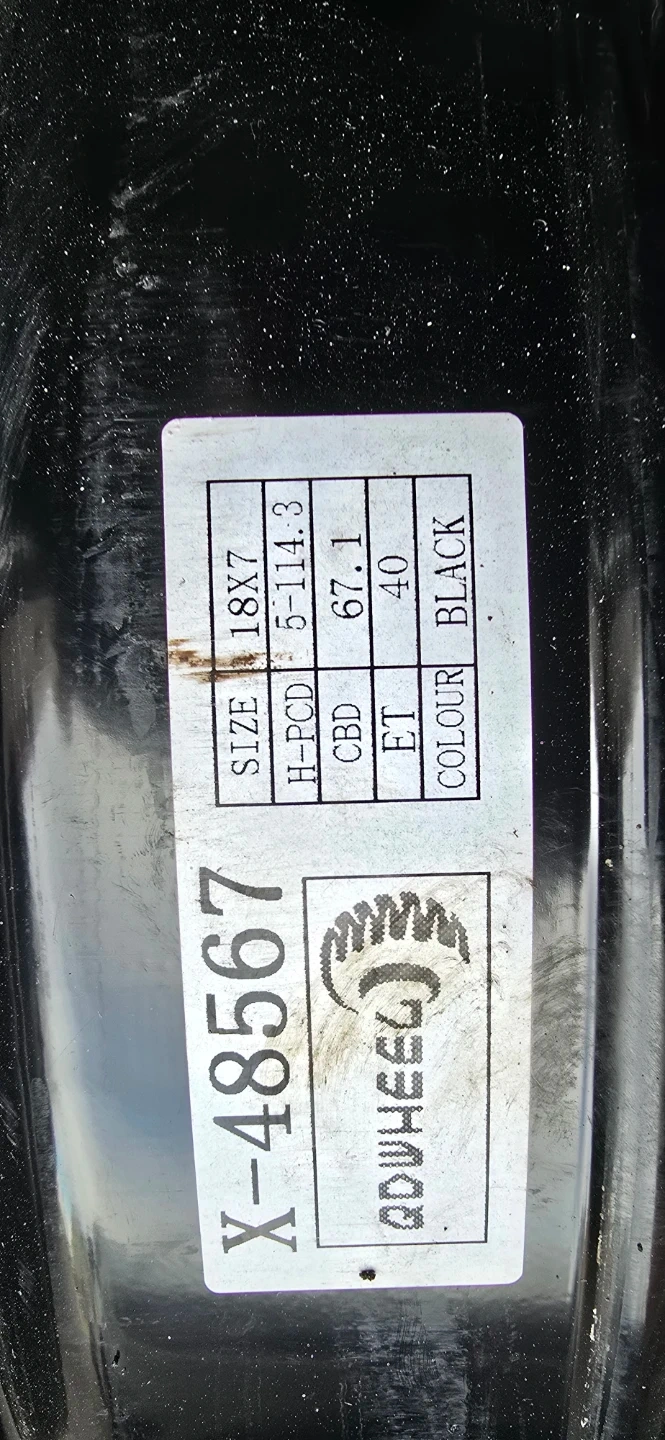 X-48567
QDWHEEL
SIZE 18X7
H-PCD 5-114.3
CBD 67.1
ET 40
COLOUR BLACK